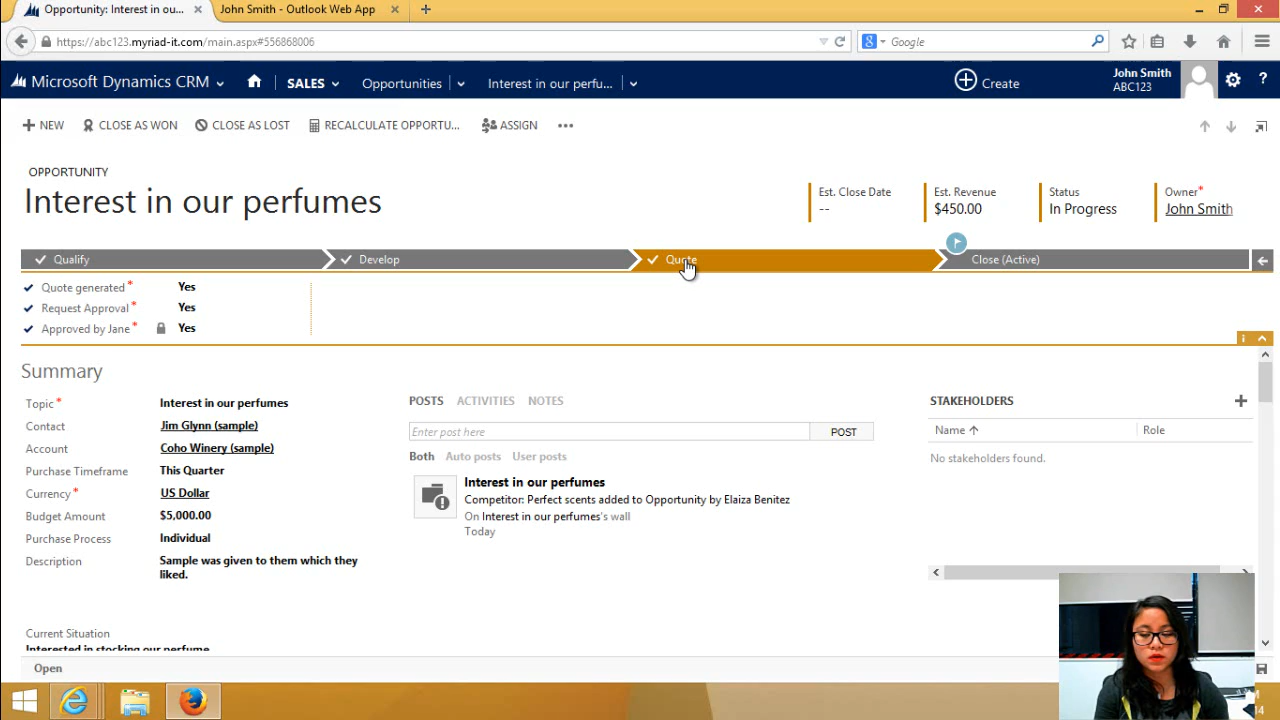 Opportunity: Interest in ou...
John Smith - Outlook Web App
https://abc123.myriad-it.com/main.aspx#556868006
Google
Microsoft Dynamics CRM
SALES
Opportunities
Interest in our perfu...
Create
John Smith
ABC123
?
NEW
CLOSE AS WON
CLOSE AS LOST
RECALCULATE OPPORTU...
ASSIGN
OPPORTUNITY
Interest in our perfumes
Est. Close Date
--
Est. Revenue
$450.00
Status
In Progress
Owner*
John Smith
Qualify
Develop
Quote
Close (Active)
Quote generated* Yes
Request Approval* Yes
Approved by Jane* Yes
Summary
Topic* Interest in our perfumes
Contact Jim Glynn (sample)
Account Coho Winery (sample)
Purchase Timeframe This Quarter
Currency* US Dollar
Budget Amount $5,000.00
Purchase Process Individual
Description Sample was given to them which they
liked.
Current Situation
Interested in stocking our perfume
POSTS ACTIVITIES NOTES
Enter post here
POST
Both Auto posts User posts
Interest in our perfumes
Competitor: Perfect scents added to Opportunity by Elaiza Benitez
On Interest in our perfumes's wall
Today
STAKEHOLDERS
Name Role
No stakeholders found.
Open